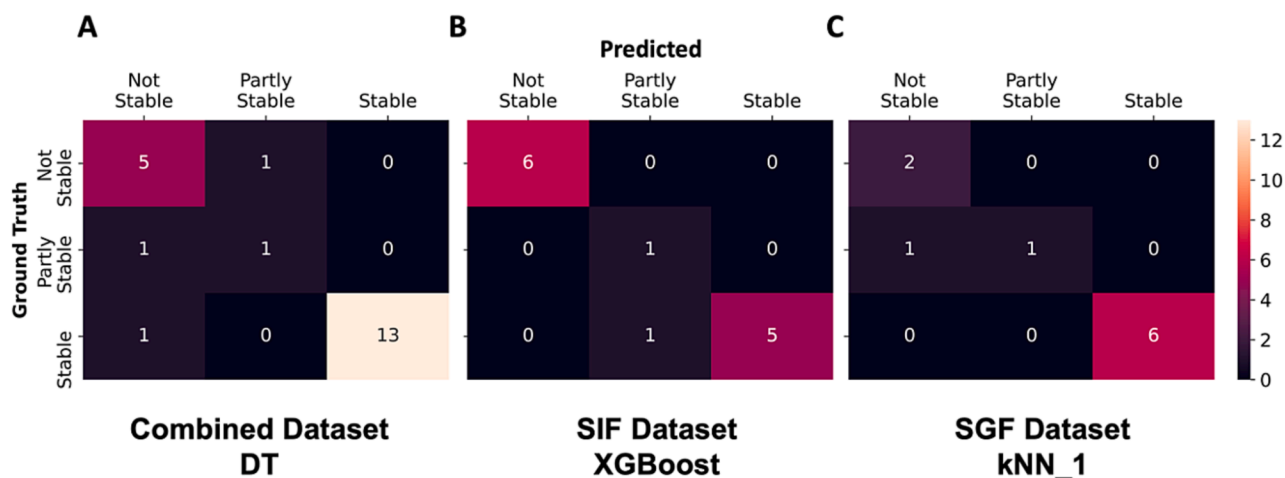 A B C
Predicted
Not Partly Not Partly Not Partly
Stable Stable Stable Stable Stable Stable Stable Stable Stable
Ground Truth
Not
Stable
Partly
Stable
Stable
5 1 0 6 0 0 2 0 0
1 1 0 0 1 0 1 1 0
1 0 13 0 1 5 0 0 6
12
10
8
6
4
2
0
Combined Dataset
DT
SIF Dataset
XGBoost
SGF Dataset
kNN_1